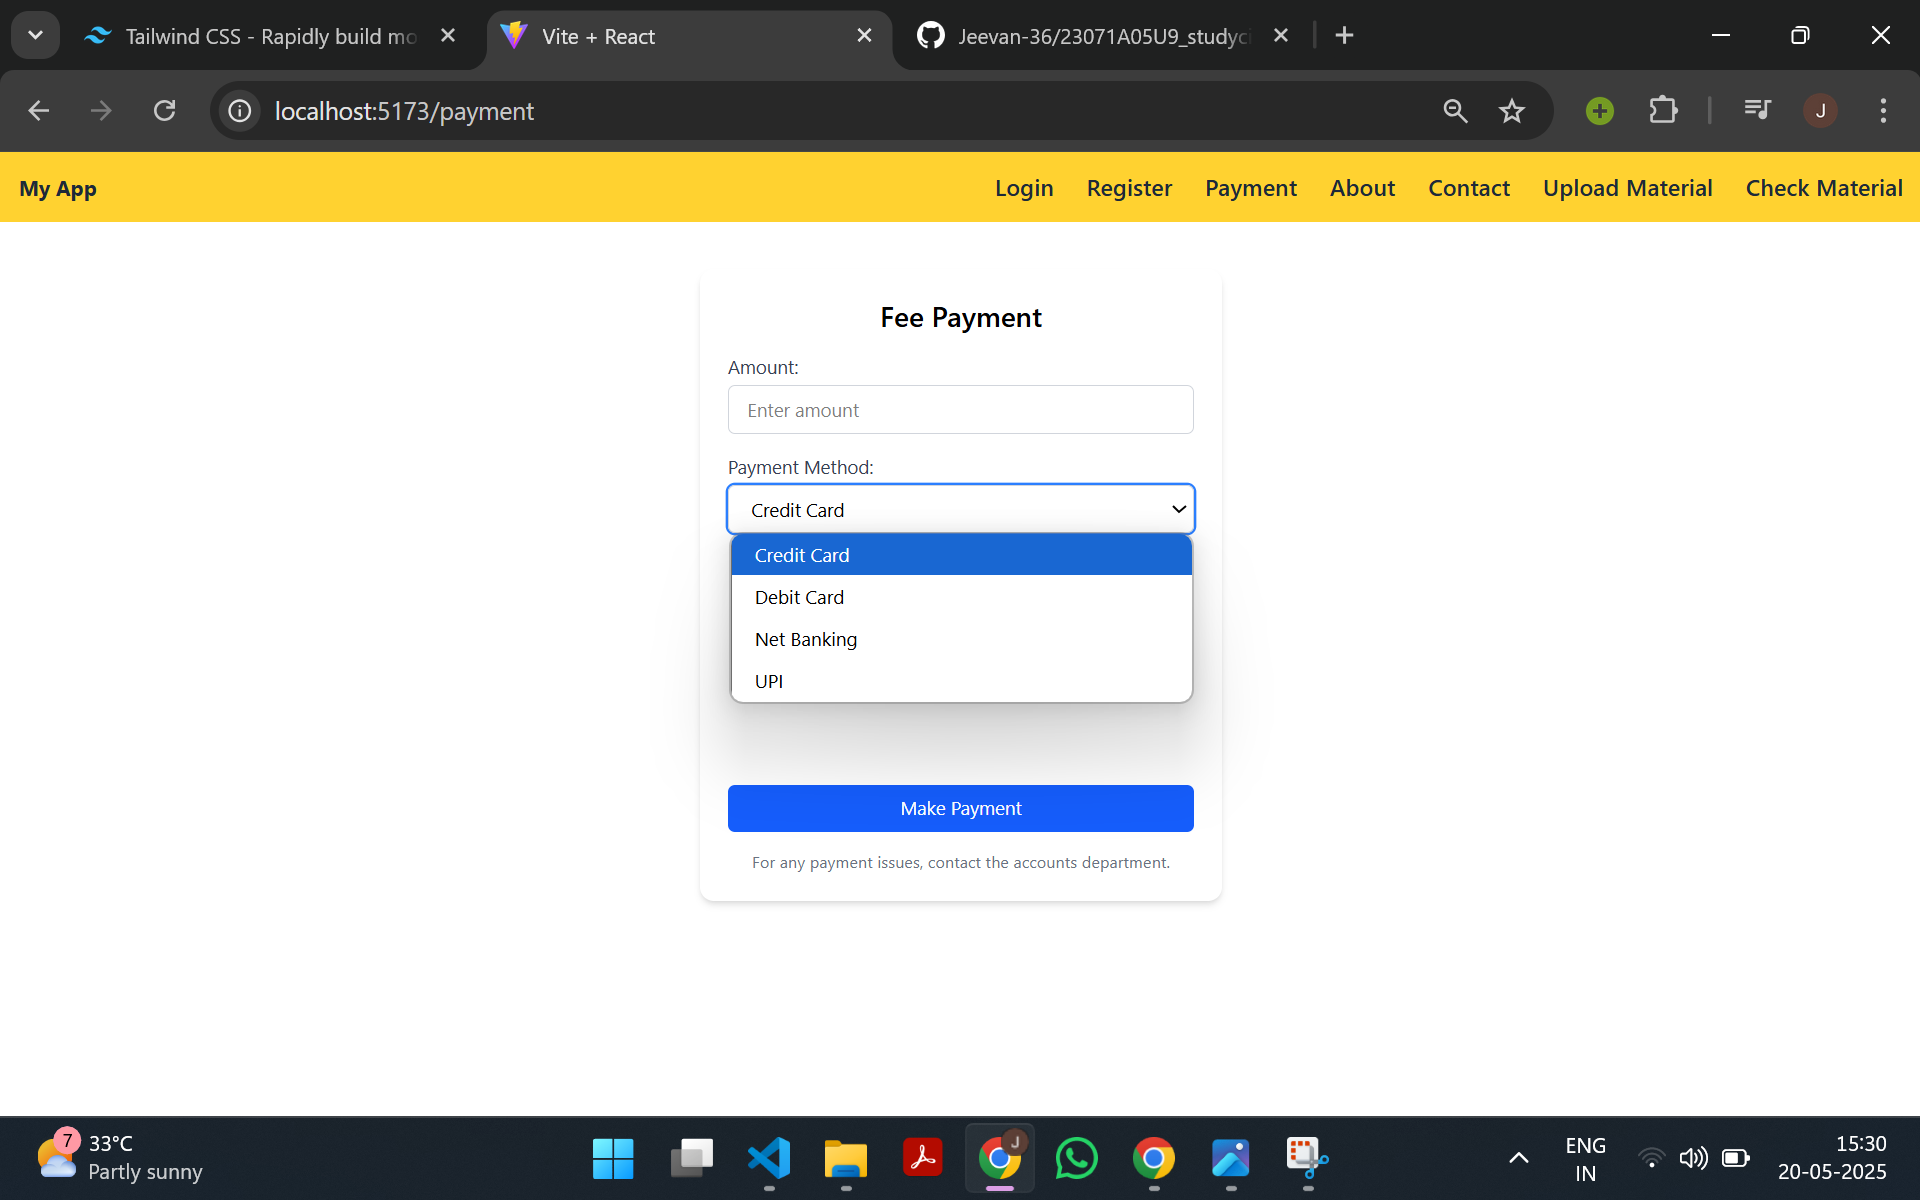 Tailwind CSS - Rapidly build mo
Vite + React
Jeevan-36/23071A05U9_studyci
localhost:5173/payment
J
My App
Login
Register
Payment
About
Contact
Upload Material
Check Material
Fee Payment
Amount:
Enter amount
Payment Method:
Credit Card
Credit Card
Debit Card
Net Banking
UPI
Make Payment
For any payment issues, contact the accounts department.
7
33°C
Partly sunny
J
ENG
IN
15:30
20-05-2025